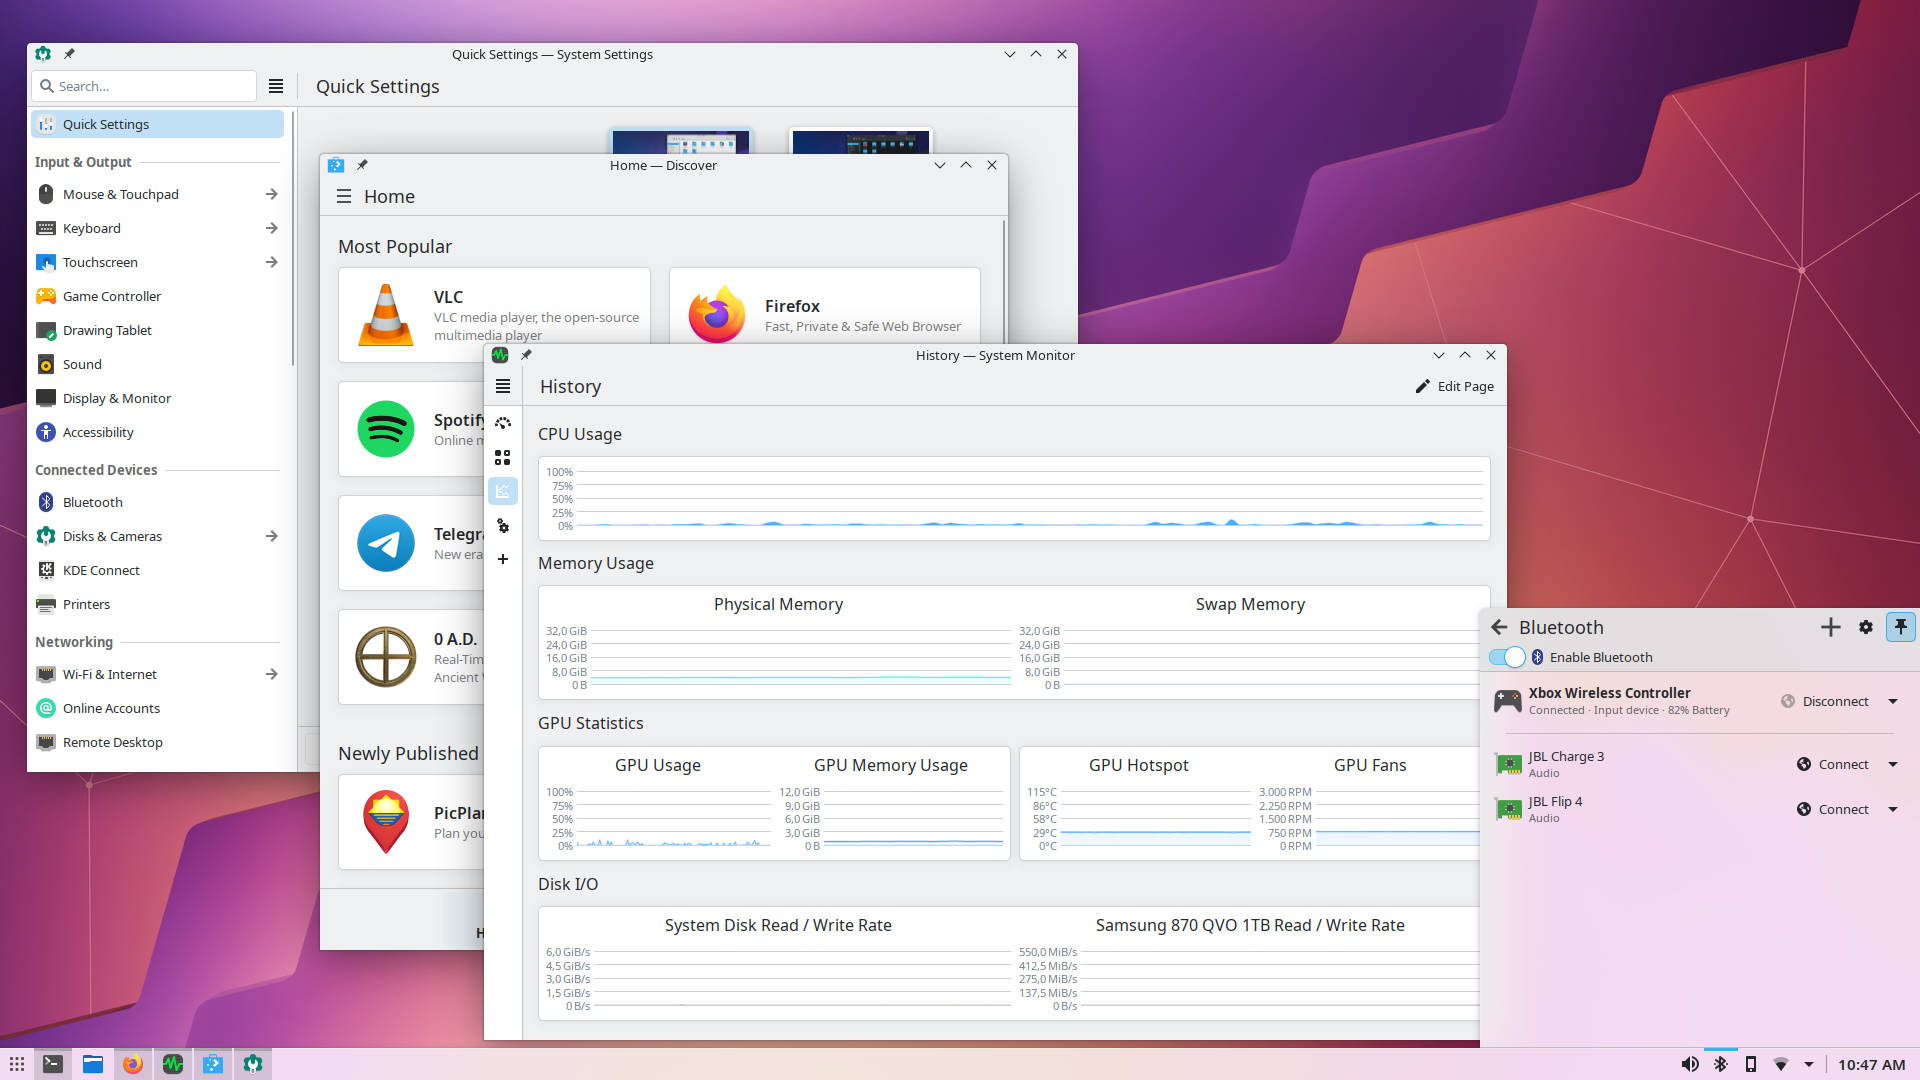 Quick Settings — System Settings
Search...
Quick Settings
Quick Settings
Input & Output
Mouse & Touchpad
Keyboard
Touchscreen
Game Controller
Drawing Tablet
Sound
Display & Monitor
Accessibility
Connected Devices
Bluetooth
Disks & Cameras
KDE Connect
Printers
Networking
Wi-Fi & Internet
Online Accounts
Remote Desktop
Home — Discover
Home
Most Popular
VLC
VLC media player, the open-source
multimedia player
Firefox
Fast, Private & Safe Web Browser
Spotify
Online
Telegra
New era
0 A.D.
Real-Tim
Ancient
Newly Published
PicPla
Plan you
H
History — System Monitor
History
Edit Page
CPU Usage
100%
75%
50%
25%
0%
Memory Usage
Physical Memory
32,0 GiB
24,0 GiB
16,0 GiB
8,0 GiB
0 B
Swap Memory
32,0 GiB
24,0 GiB
16,0 GiB
8,0 GiB
0 B
GPU Statistics
GPU Usage
100%
75%
50%
25%
0%
GPU Memory Usage
12,0 GiB
9,0 GiB
6,0 GiB
3,0 GiB
0 B
GPU Hotspot
115°C
86°C
58°C
29°C
0°C
GPU Fans
3.000 RPM
2.250 RPM
1.500 RPM
750 RPM
0 RPM
Disk I/O
System Disk Read / Write Rate
6,0 GiB/s
4,5 GiB/s
3,0 GiB/s
1,5 GiB/s
0 B/s
Samsung 870 QVO 1TB Read / Write Rate
550,0 MiB/s
412,5 MiB/s
275,0 MiB/s
137,5 MiB/s
0 B/s
Bluetooth
Enable Bluetooth
Xbox Wireless Controller
Connected · Input device · 82% Battery
Disconnect
JBL Charge 3
Audio
Connect
JBL Flip 4
Audio
Connect
10:47 AM